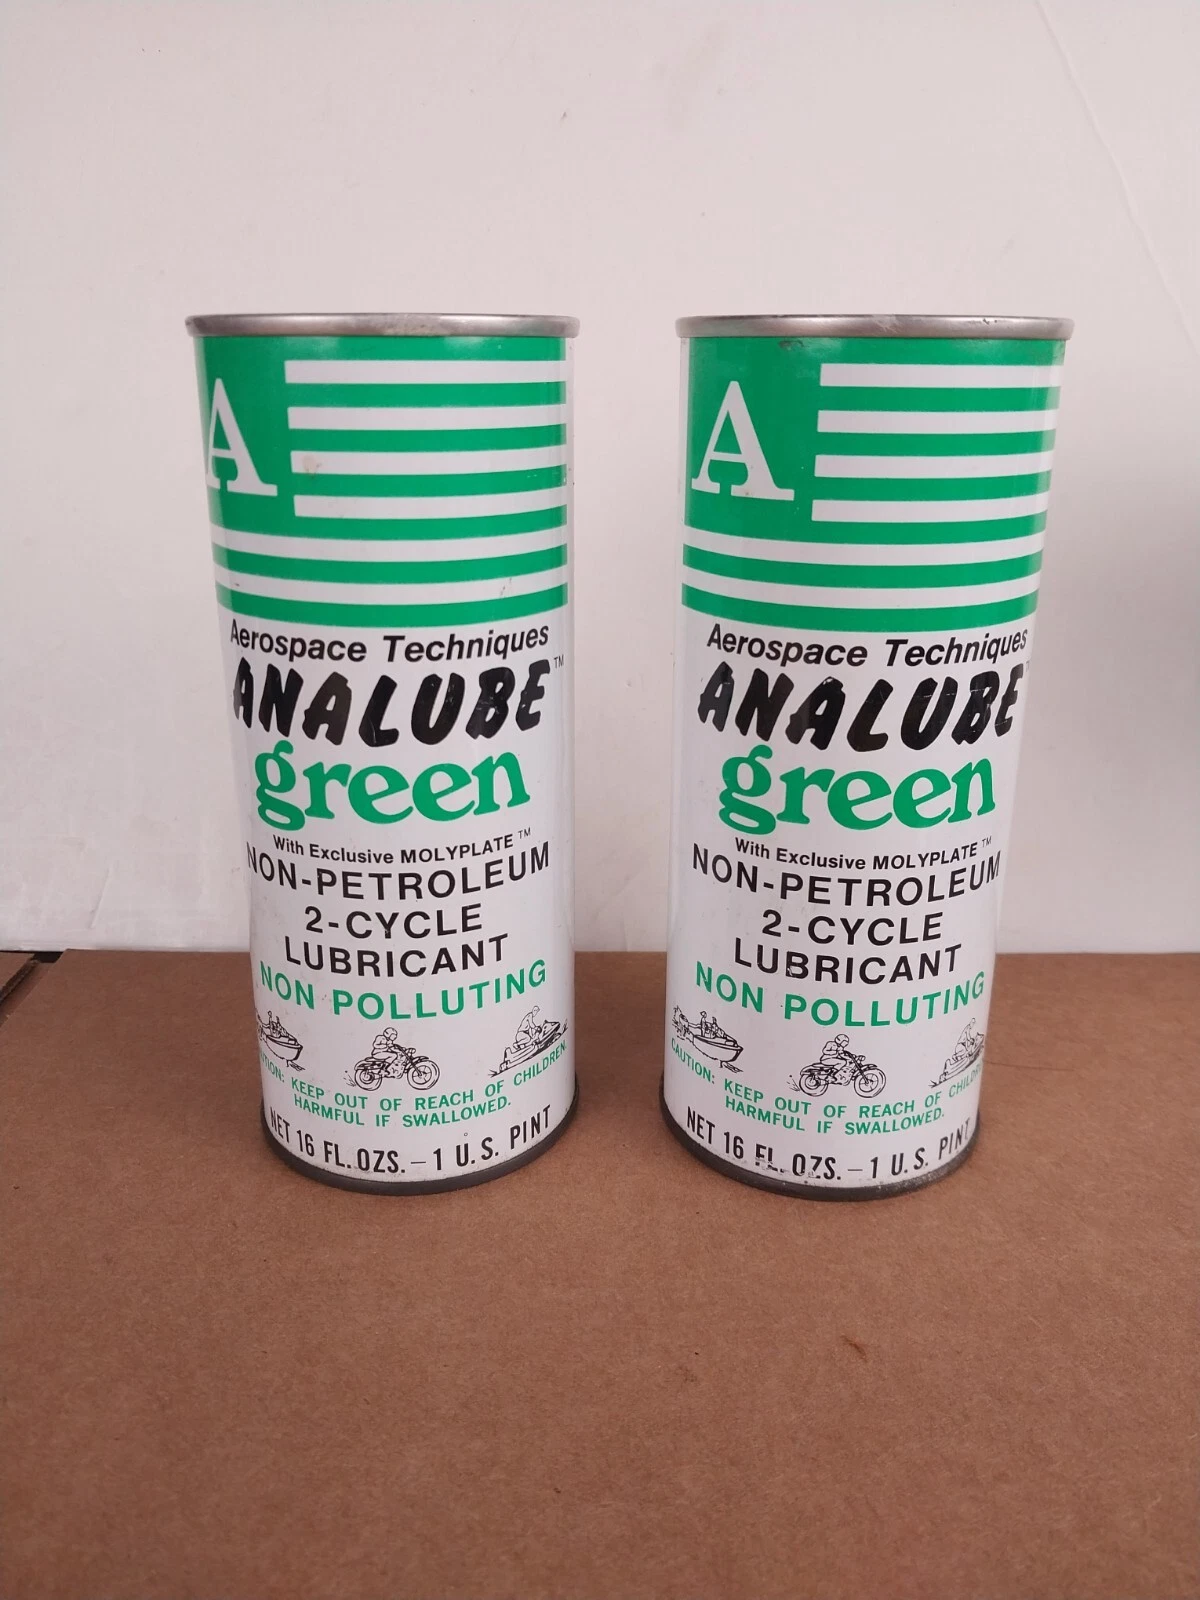 A
Aerospace Techniques
ANALUBE™
green
With Exclusive MOLYPLATE™
NON-PETROLEUM
2-CYCLE
LUBRICANT
NON POLLUTING
CAUTION: KEEP OUT OF REACH OF CHILDREN.
HARMFUL IF SWALLOWED.
NET 16 FL. OZS. – 1 U.S. PINT
A
Aerospace Techniques
ANALUBE™
green
With Exclusive MOLYPLATE™
NON-PETROLEUM
2-CYCLE
LUBRICANT
NON POLLUTING
CAUTION: KEEP OUT OF REACH OF CHILDREN
HARMFUL IF SWALLOWED.
NET 16 FL. OZS. – 1 U.S. PINT